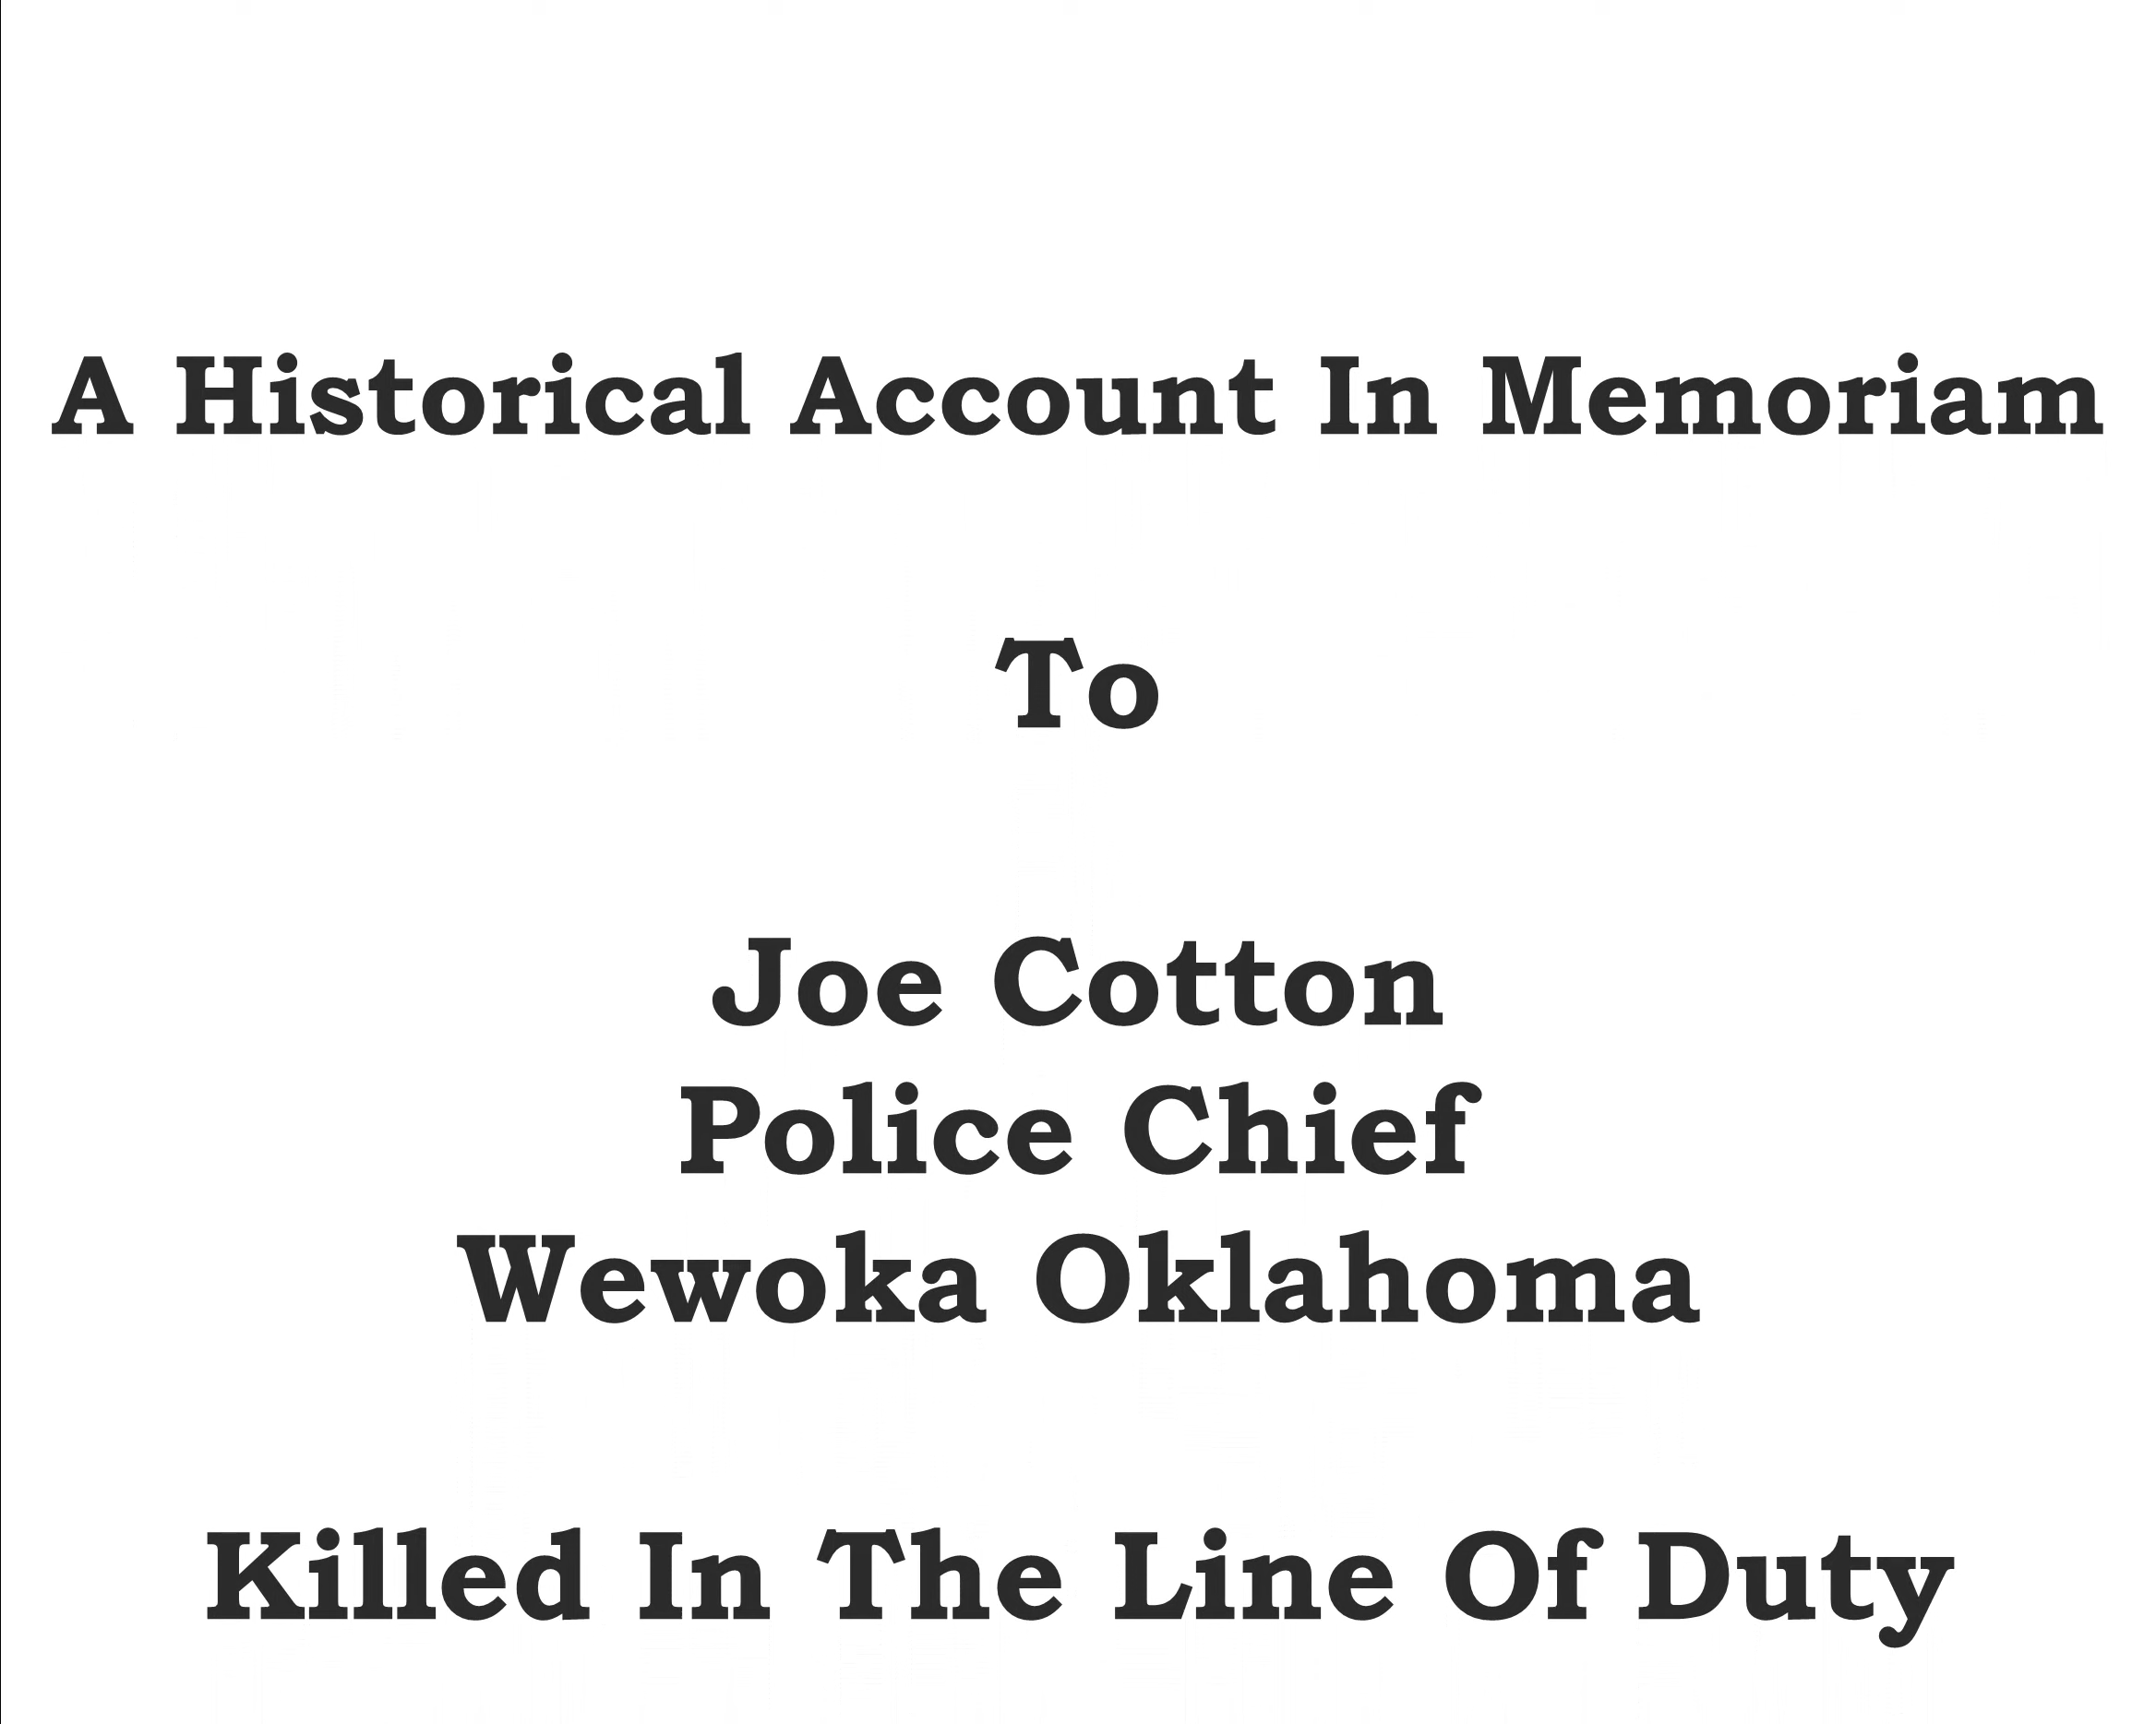 A Historical Account In Memoriam
To
Joe Cotton
Police Chief
Wewoka Oklahoma
Killed In The Line Of Duty